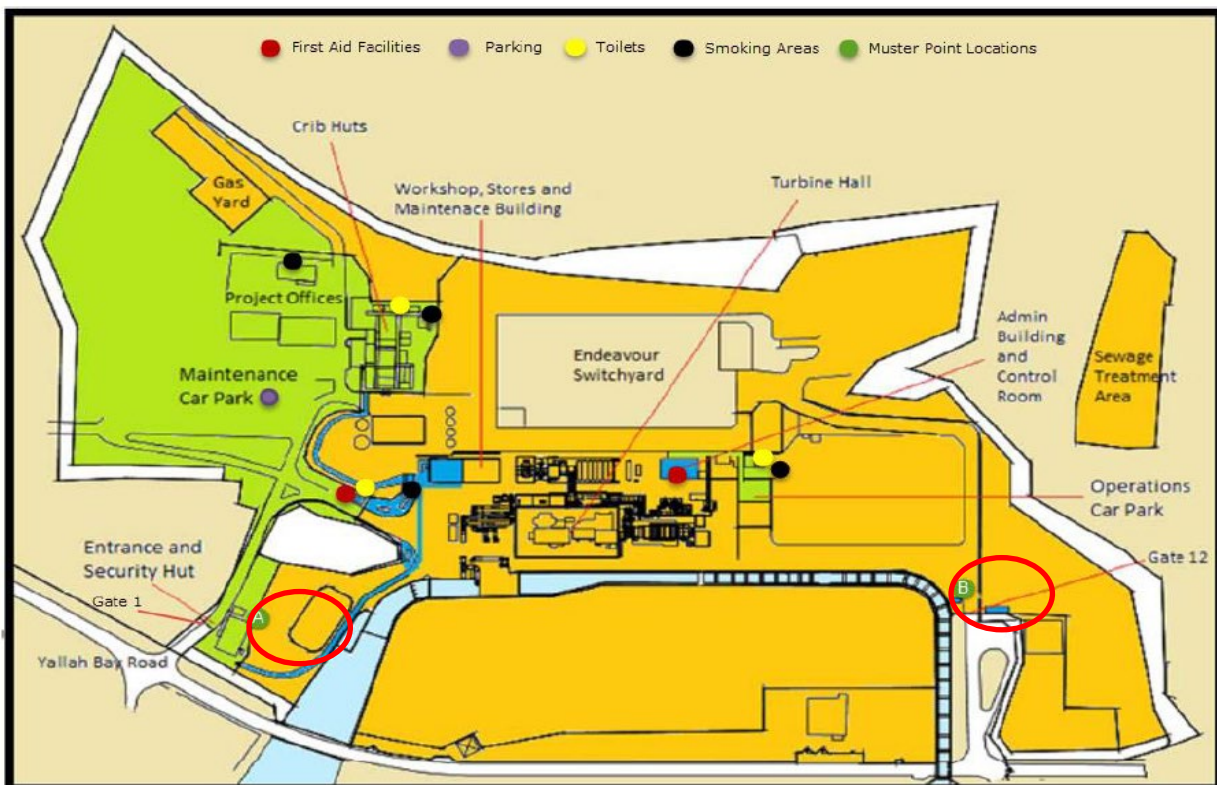 First Aid Facilities
Parking
Toilets
Smoking Areas
Muster Point Locations
Crib Huts
Gas
Yard
Workshop, Stores and
Maintenace Building
Turbine Hall
Project Offices
Admin
Building
and
Control
Room
Endeavour
Switchyard
Sewage
Treatment
Area
Maintenance
Car Park
Operations
Car Park
Entrance and
Security Hut
Gate 1
Gate 12
A
B
Yallah Bay Road